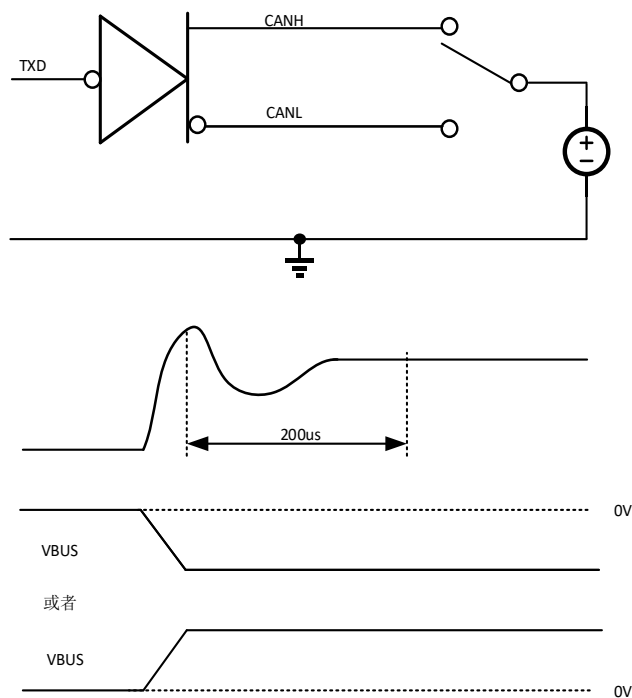 CANH
TXD
CANL
+
−
200us
0V
VBUS
或者
VBUS
0V